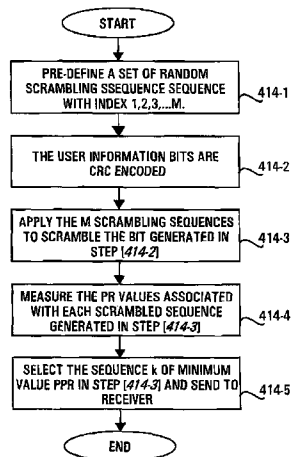 START
PRE-DEFINE A SET OF RANDOM
SCRAMBLING SSEQUENCE SEQUENCE
WITH INDEX 1,2,3,...M.
414-1
THE USER INFORMATION BITS ARE
CRC ENCODED
414-2
APPLY THE M SCRAMBLING SEQUENCES
TO SCRAMBLE THE BIT GENERATED IN
STEP [414-2]
414-3
MEASURE THE PR VALUES ASSOCIATED
WITH EACH SCRAMBLED SEQUENCE
GENERATED IN STEP [414-3]
414-4
SELECT THE SEQUENCE k OF MINIMUM
VALUE PPR IN STEP [414-3] AND SEND TO
RECEIVER
414-5
END